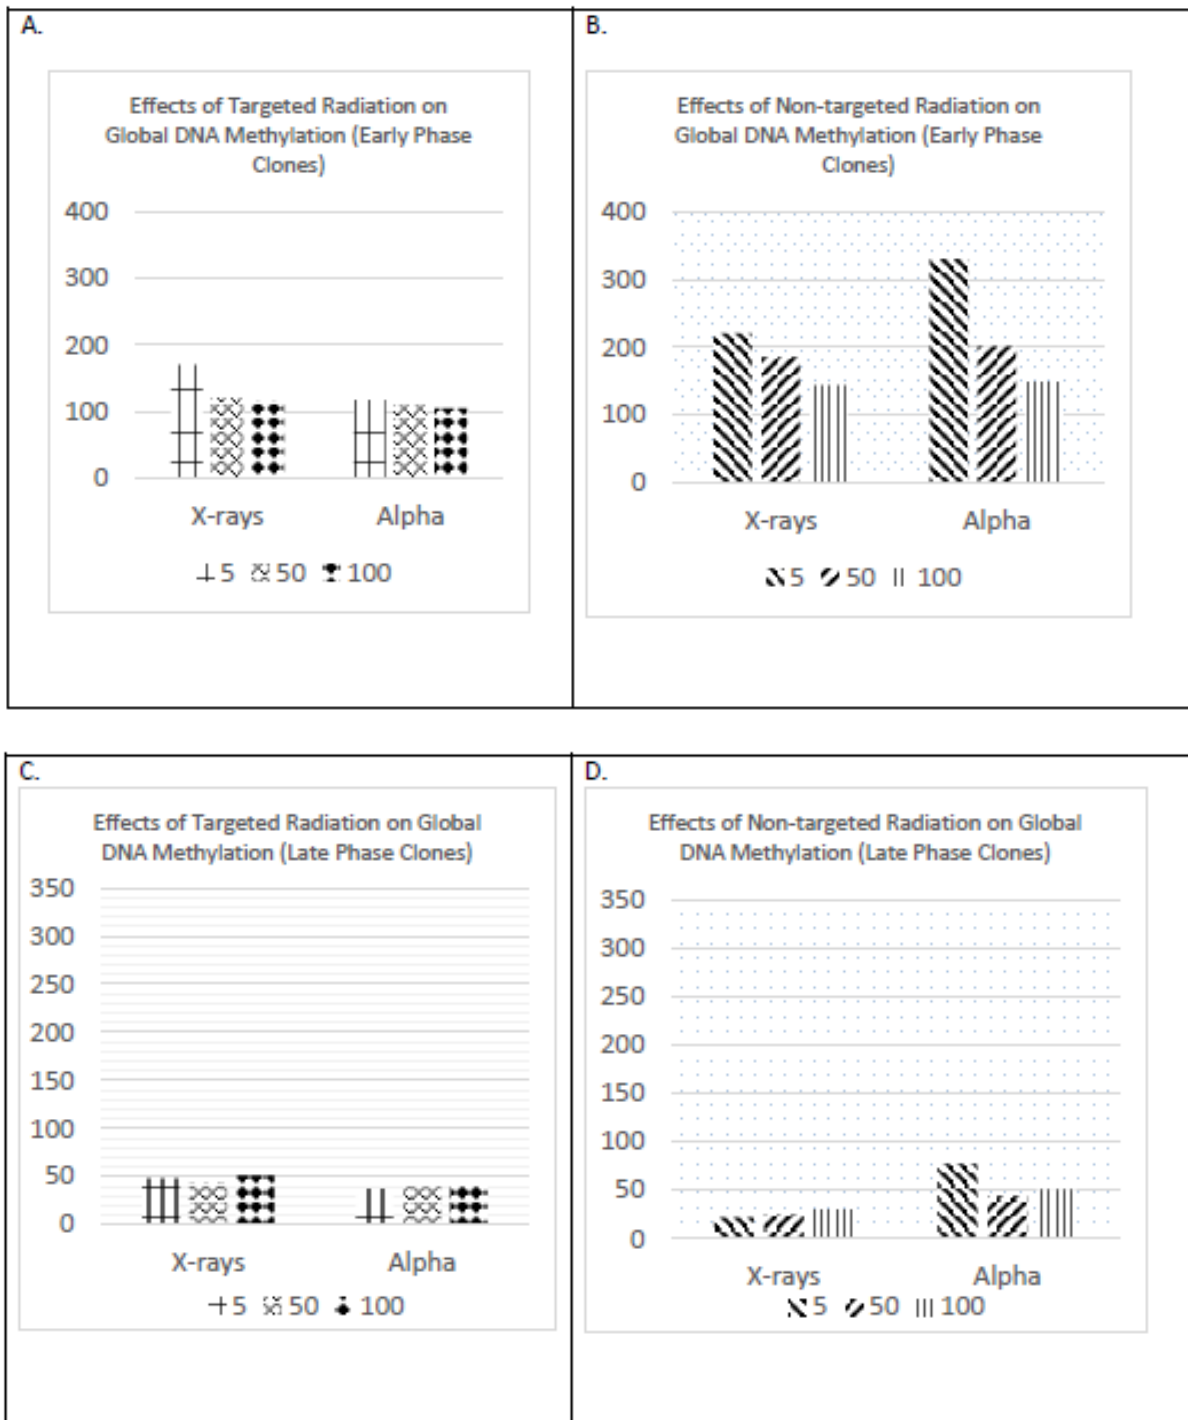 A.
Effects of Targeted Radiation on
Global DNA Methylation (Early Phase
Clones)
400
300
200
100
0
X-rays Alpha
5 50 100
B.
Effects of Non-targeted Radiation on
Global DNA Methylation (Early Phase
Clones)
400
300
200
100
0
X-rays Alpha
5 50 100
C.
Effects of Targeted Radiation on Global
DNA Methylation (Late Phase Clones)
350
300
250
200
150
100
50
0
X-rays Alpha
5 50 100
D.
Effects of Non-targeted Radiation on Global
DNA Methylation (Late Phase Clones)
350
300
250
200
150
100
50
0
X-rays Alpha
5 50 100